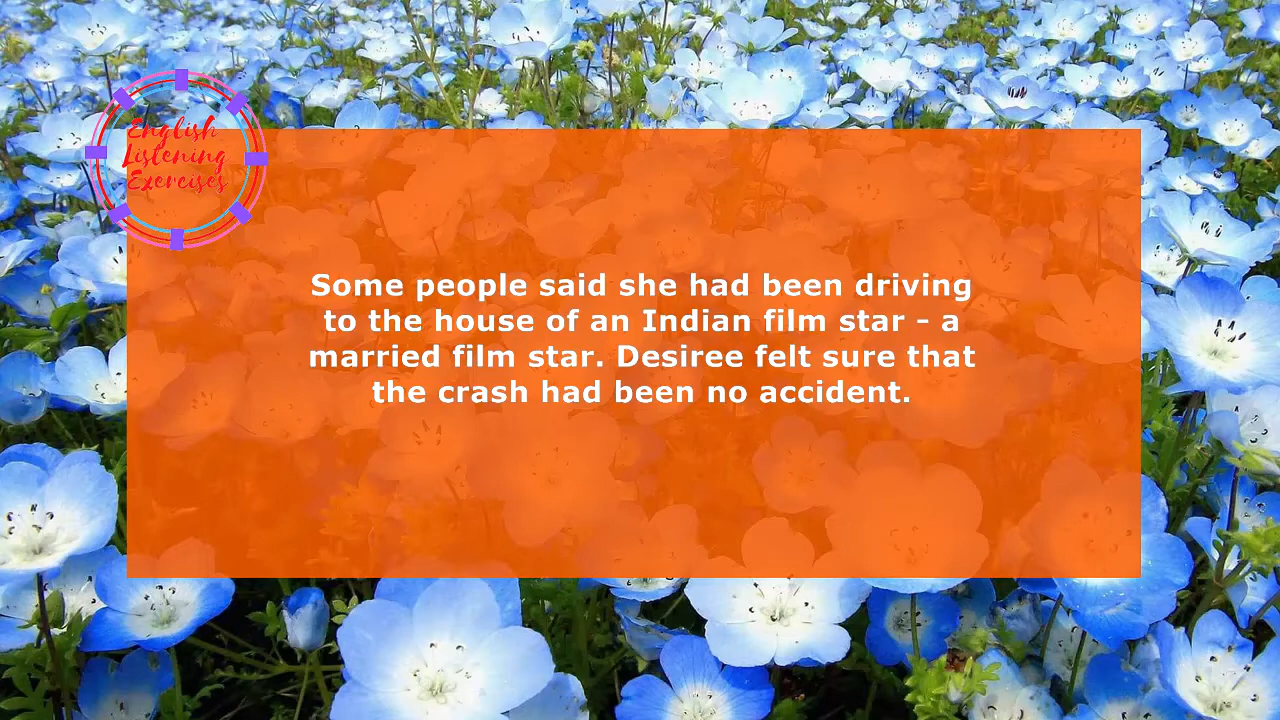 English
Listening
Exercises
Some people said she had been driving
to the house of an Indian film star - a
married film star. Desiree felt sure that
the crash had been no accident.